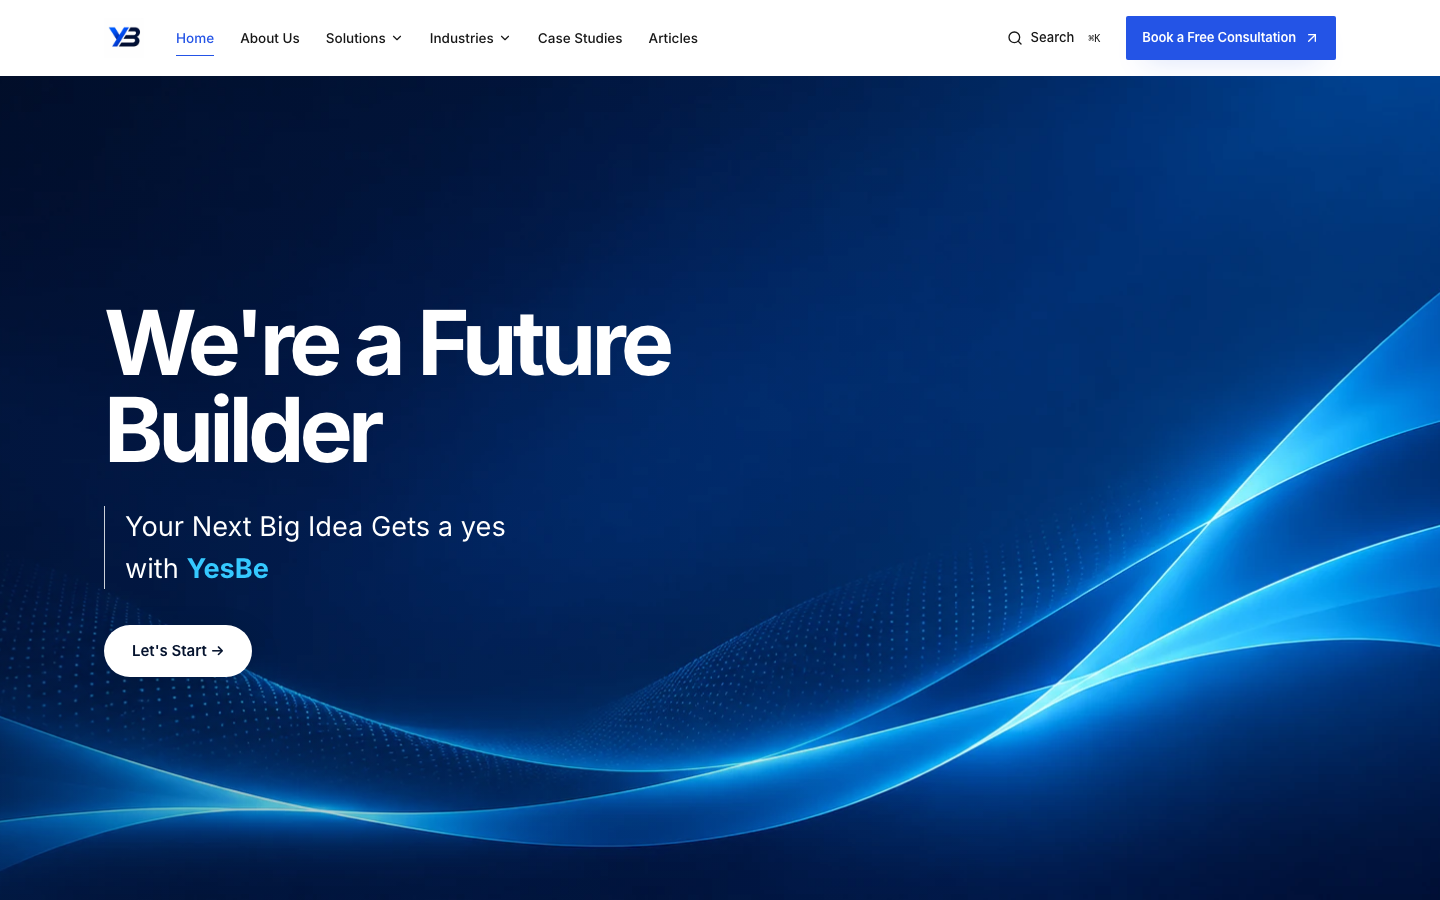 YB
Home
About Us
Solutions
Industries
Case Studies
Articles
Search
⌘K
Book a Free Consultation
We're a Future
Builder
Your Next Big Idea Gets a yes
with YesBe
Let's Start →